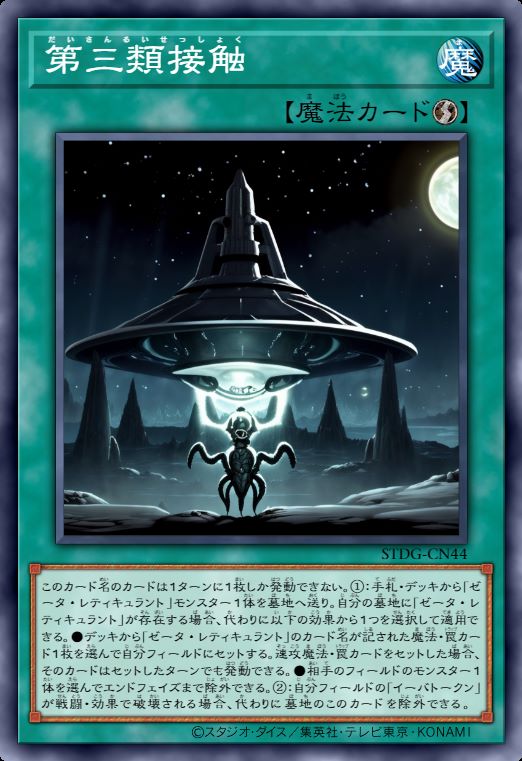 だいさんるいせっしょく
第三類接触
ま
魔
まほう
【魔法カード】
STDG-CN44
このカード名のカードは1ターンに1枚しか発動できない。①:手札・デッキから「ゼ
ータ・レティキュラント」モンスター1体を墓地へ送り。自分の墓地に「ゼータ・レ
ティキュラント」が存在する場合、代わりに以下の効果から1つを選択して適用で
きる。●デッキから「ゼータ・レティキュラント」のカード名が記された魔法・罠カー
ド1枚を選んで自分フィールドにセットする。速攻魔法・罠カードをセットした場合、
そのカードはセットしたターンでも発動できる。●相手のフィールドのモンスター1
体を選んでエンドフェイズまで除外できる。②:自分フィールドの「イーバトークン」
が戦闘・効果で破壊される場合、代わりに墓地のこのカードを除外できる。
©スタジオ・ダイス/集英社・テレビ東京・KONAMI